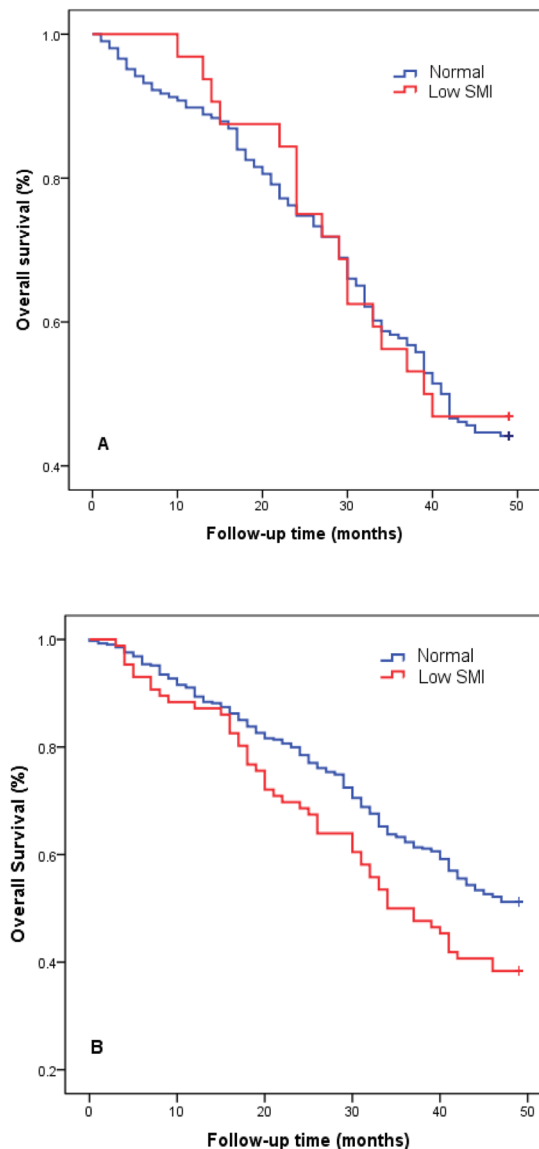 1.0
0.8
0.6
0.4
Overall survival (%)
Normal
Low SMI
A
0 10 20 30 40 50
Follow-up time (months)
1.0
0.8
0.6
0.4
0.2
Overall Survival (%)
Normal
Low SMI
B
0 10 20 30 40 50
Follow-up time (months)